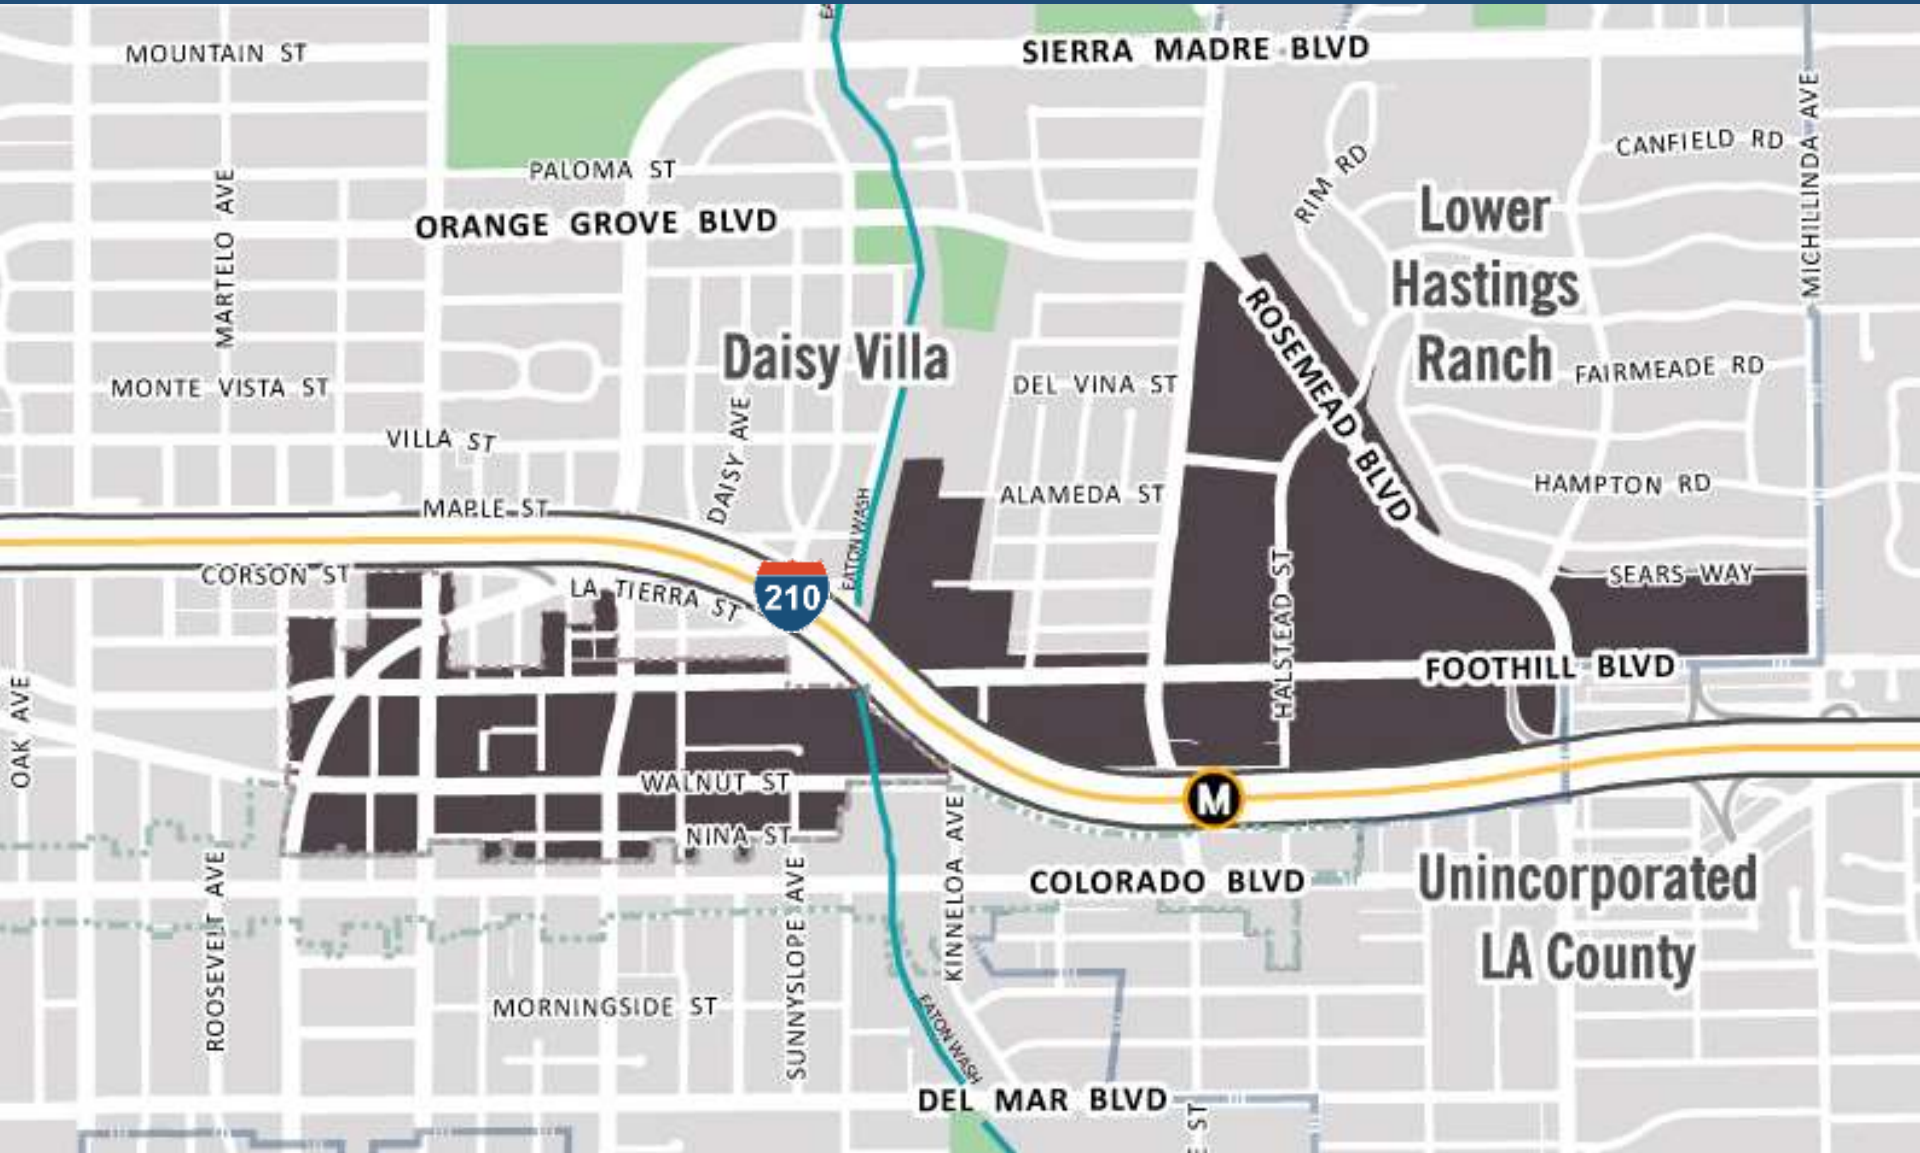 MOUNTAIN ST
SIERRA MADRE BLVD
CANFIELD RD
MICHILLINDA AVE
PALOMA ST
RIM RD
MARTELO AVE
ORANGE GROVE BLVD
Lower
Hastings
Ranch
ROSEMEAD BLVD
Daisy Villa
FAIRMEADE RD
MONTE VISTA ST
DEL VINA ST
VILLA ST
DAISY AVE
HAMPTON RD
ALAMEDA ST
MAPLE ST
EATON WASH
CORSON ST
LA TIERRA ST
210
SEARS WAY
HALSTEAD ST
FOOTHILL BLVD
OAK AVE
WALNUT ST
M
NINA ST
KINNELOA AVE
ROOSEVELT AVE
SUNNYSLOPE AVE
COLORADO BLVD
Unincorporated
LA County
MORNINGSIDE ST
EATON WASH
DEL MAR BLVD